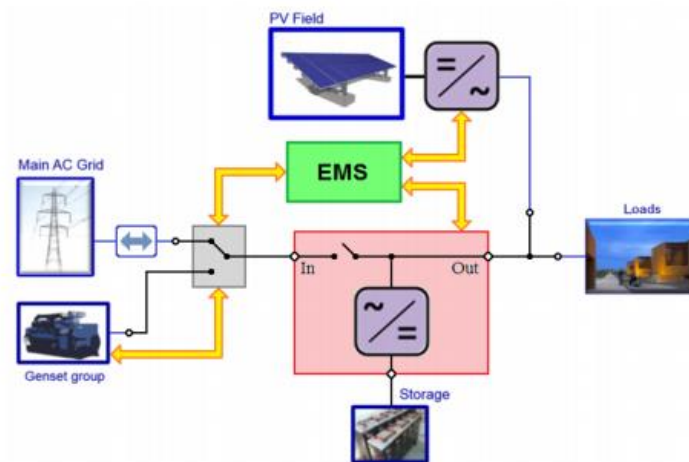 PV Field
EMS
Main AC Grid
Loads
In
Out
Genset group
Storage